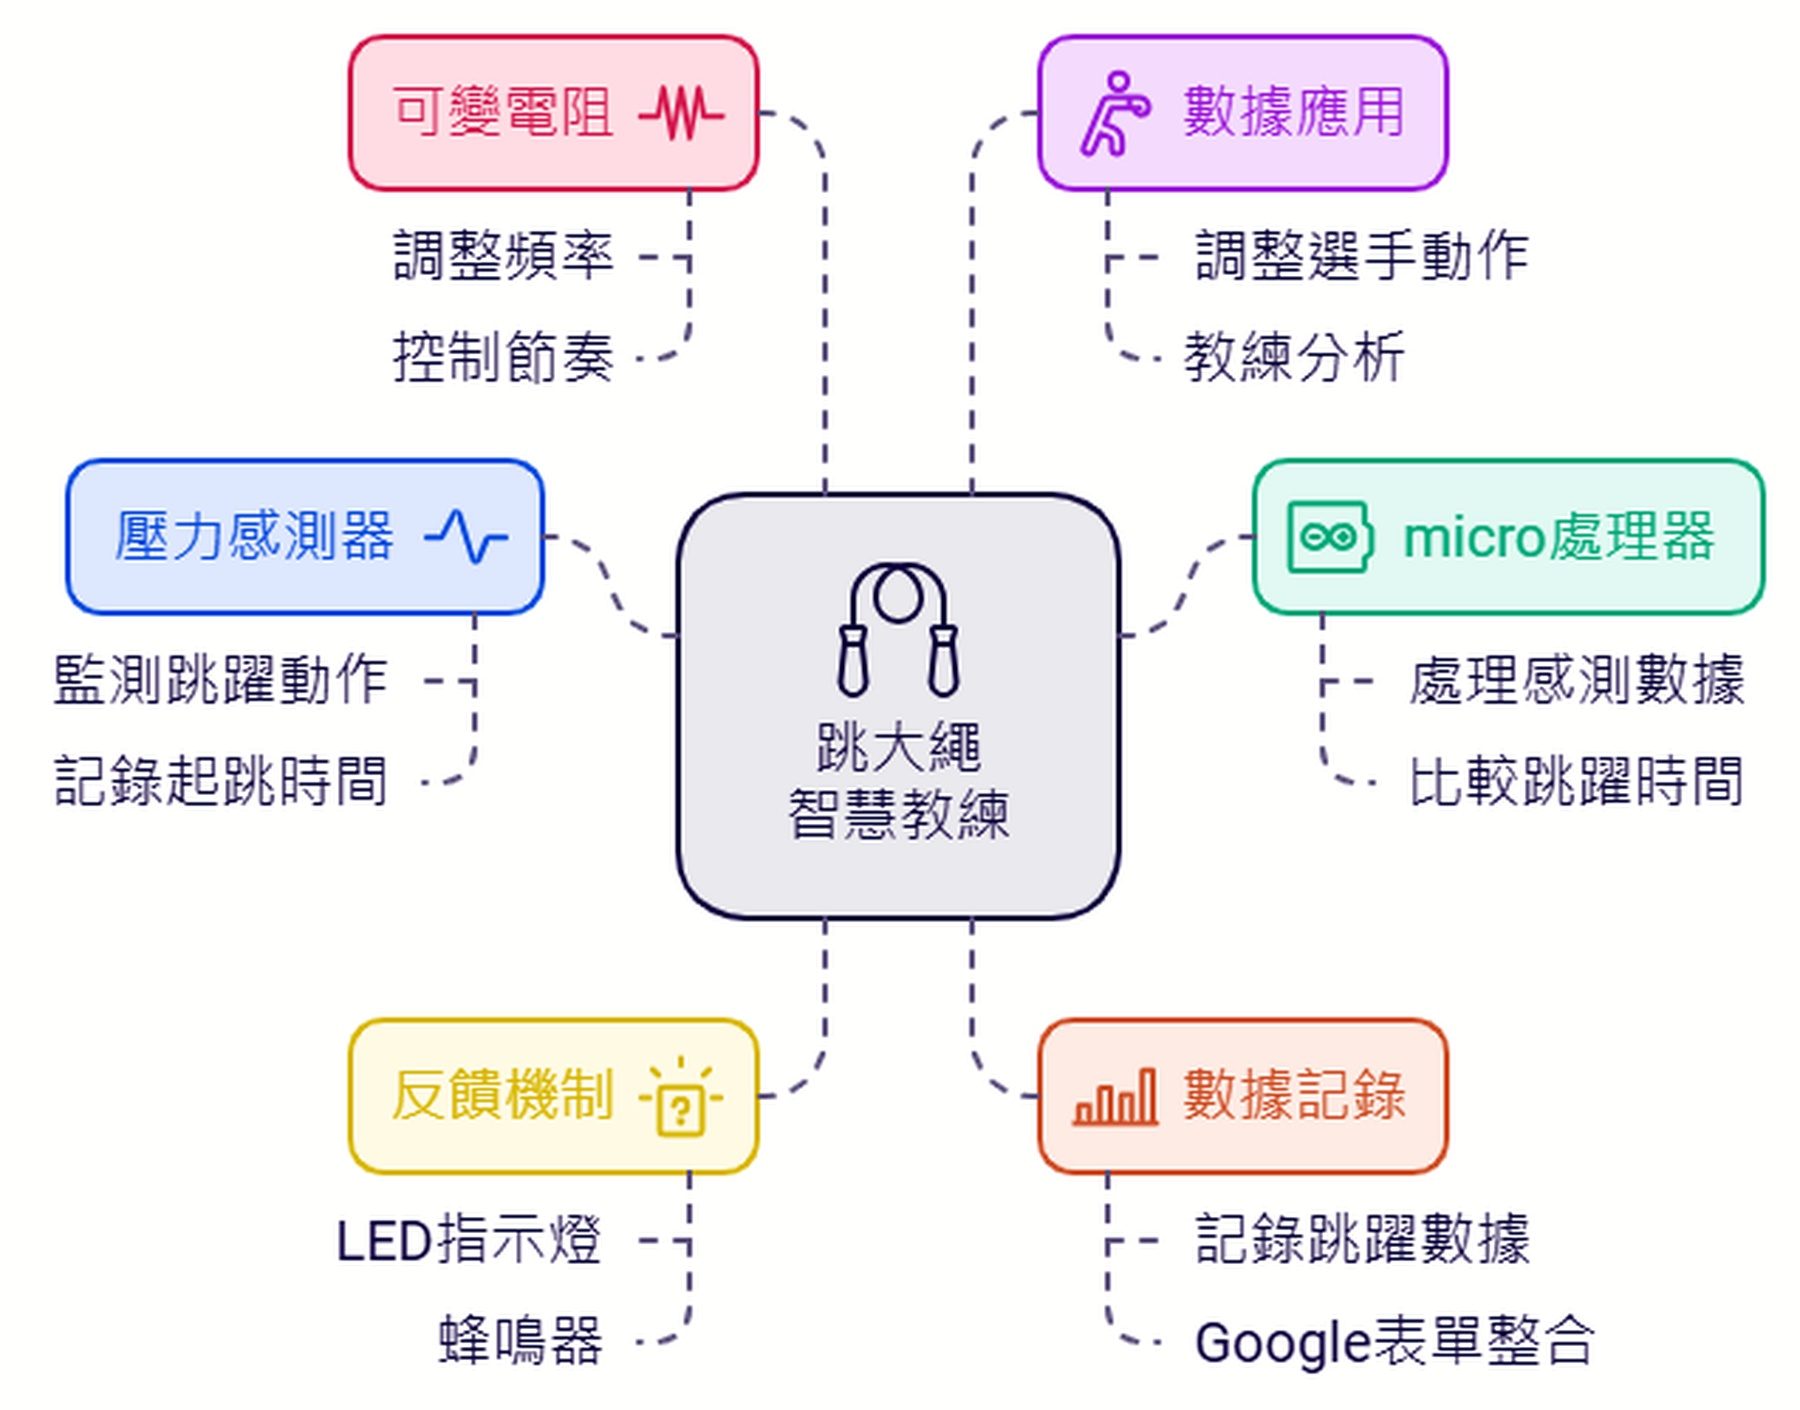 可變電阻
調整頻率
控制節奏
數據應用
調整選手動作
教練分析
壓力感測器
監測跳躍動作
記錄起跳時間
跳大繩
智慧教練
micro處理器
處理感測數據
比較跳躍時間
反饋機制
LED指示燈
蜂鳴器
數據記錄
記錄跳躍數據
Google表單整合